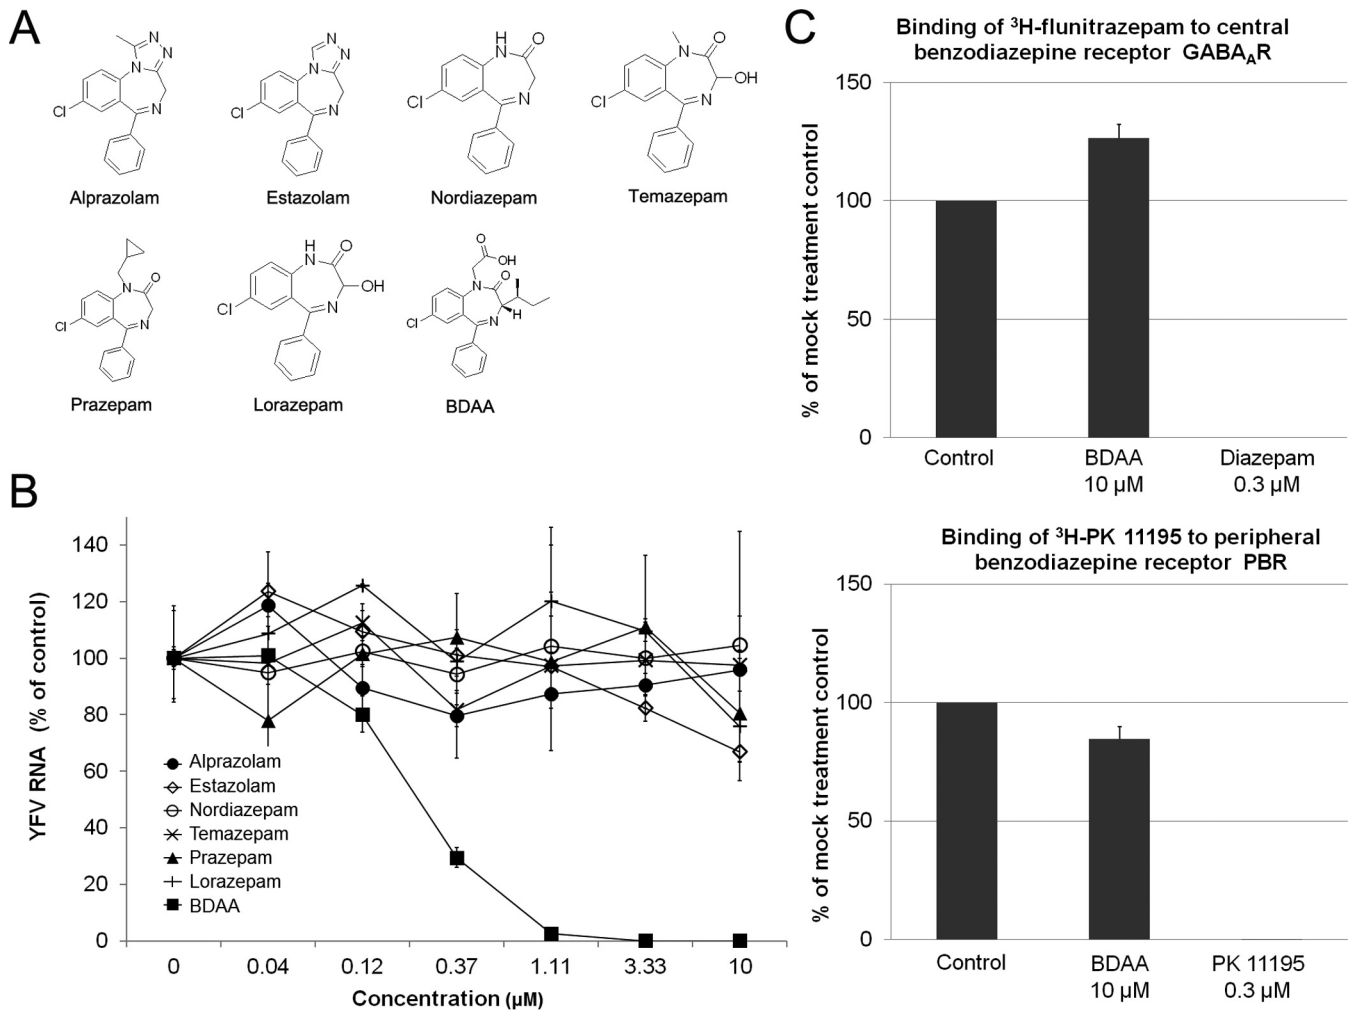 A
CH₃
N
N
N
N
Cl
Alprazolam
N
N
N
N
Cl
Estazolam
H
N
O
N
Cl
Nordiazepam
CH₃
N
O
OH
N
Cl
Temazepam
N
O
N
Cl
Prazepam
H
N
O
OH
N
Cl
Lorazepam
O
OH
N
O
N
H
Cl
BDAA
B
YFV RNA (% of control)
140
120
100
80
60
40
20
0
Alprazolam
Estazolam
Nordiazepam
Temazepam
Prazepam
Lorazepam
BDAA
0 0.04 0.12 0.37 1.11 3.33 10
Concentration (µM)
C
Binding of ³H-flunitrazepam to central
benzodiazepine receptor GABA_AR
% of mock treatment control
150
100
50
0
Control BDAA Diazepam
10 µM 0.3 µM
Binding of ³H-PK 11195 to peripheral
benzodiazepine receptor PBR
% of mock treatment control
150
100
50
0
Control BDAA PK 11195
10 µM 0.3 µM